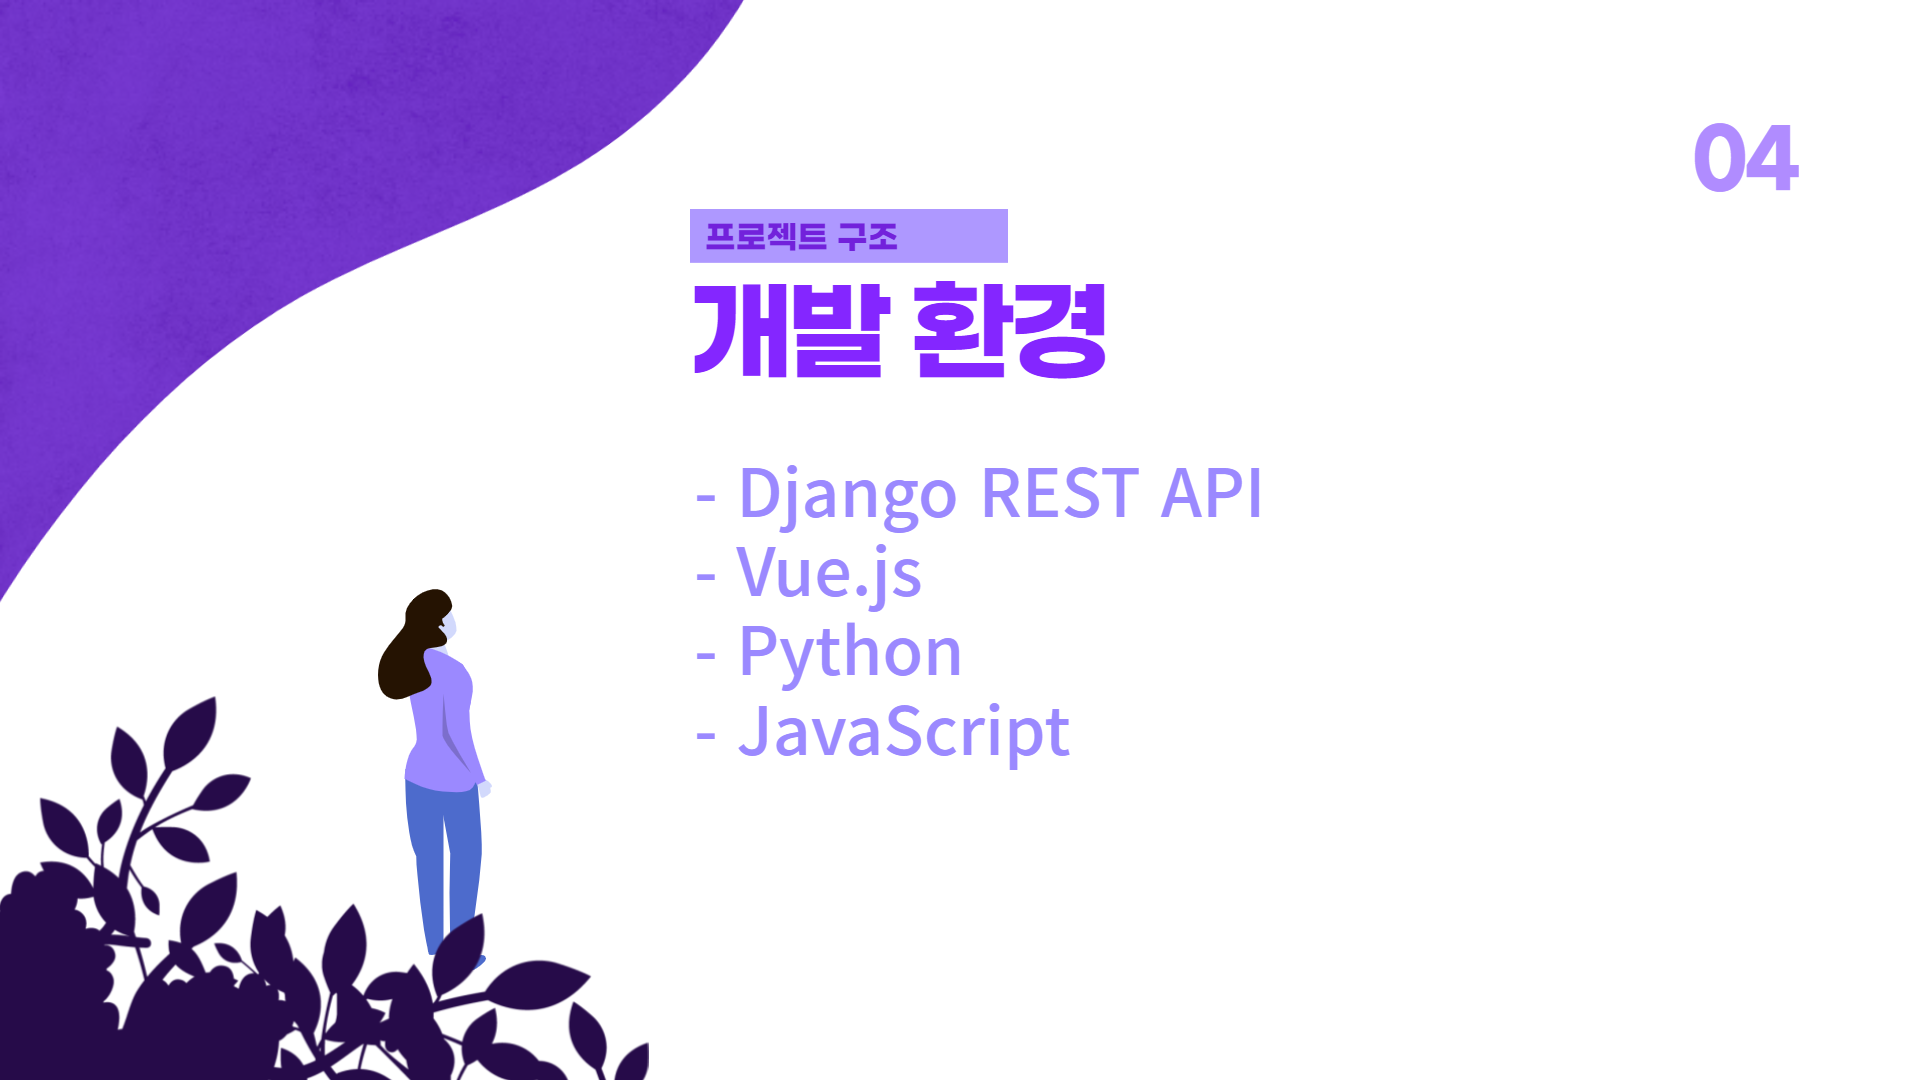 04
프로젝트 구조
개발 환경
- Django REST API
- Vue.js
- Python
- JavaScript